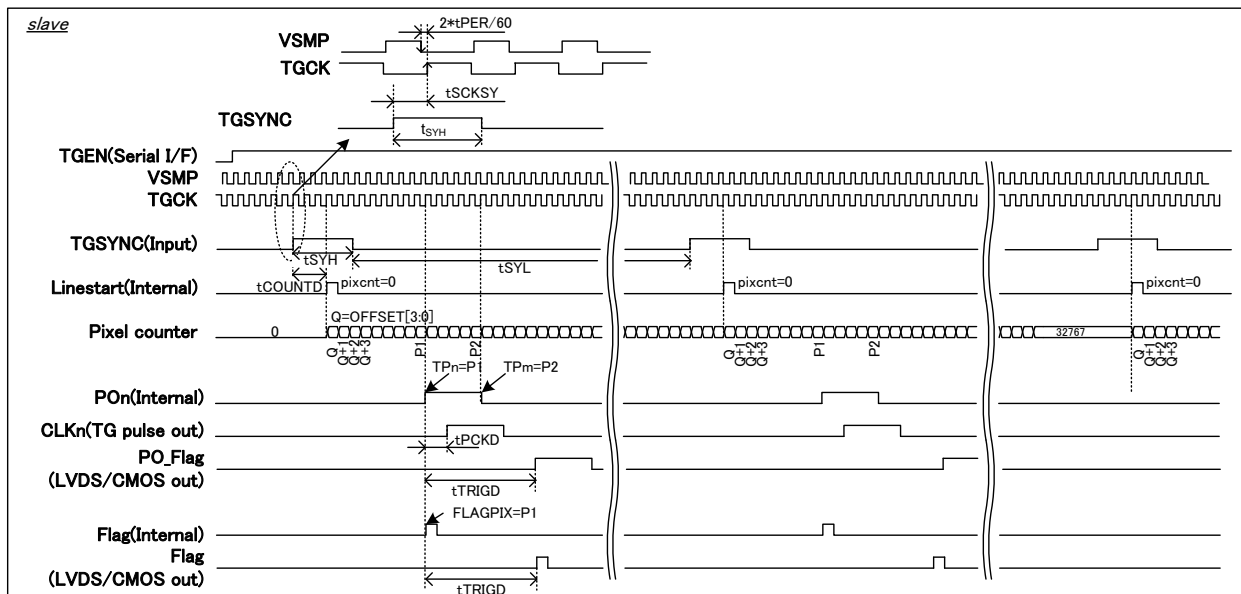 slave
2*tPER/60
VSMP
TGCK
tSCKSY
TGSYNC
tSYH
TGEN(Serial I/F)
VSMP
TGCK
TGSYNC(Input)
tSYH
tSYL
tCOUNTD
Linestart(Internal)
pixcnt=0
pixcnt=0
pixcnt=0
Q=OFFSET[3:0]
Pixel counter
0
32767
Q
Q+1
Q+2
Q+3
P1
P2
Q
Q+1
Q+2
Q+3
P1
P2
Q
Q+1
Q+2
Q+3
TPn=P1
TPm=P2
POn(Internal)
CLKn(TG pulse out)
tPCKD
PO_Flag
(LVDS/CMOS out)
tTRIGD
FLAGPIX=P1
Flag(Internal)
Flag
(LVDS/CMOS out)
tTRIGD